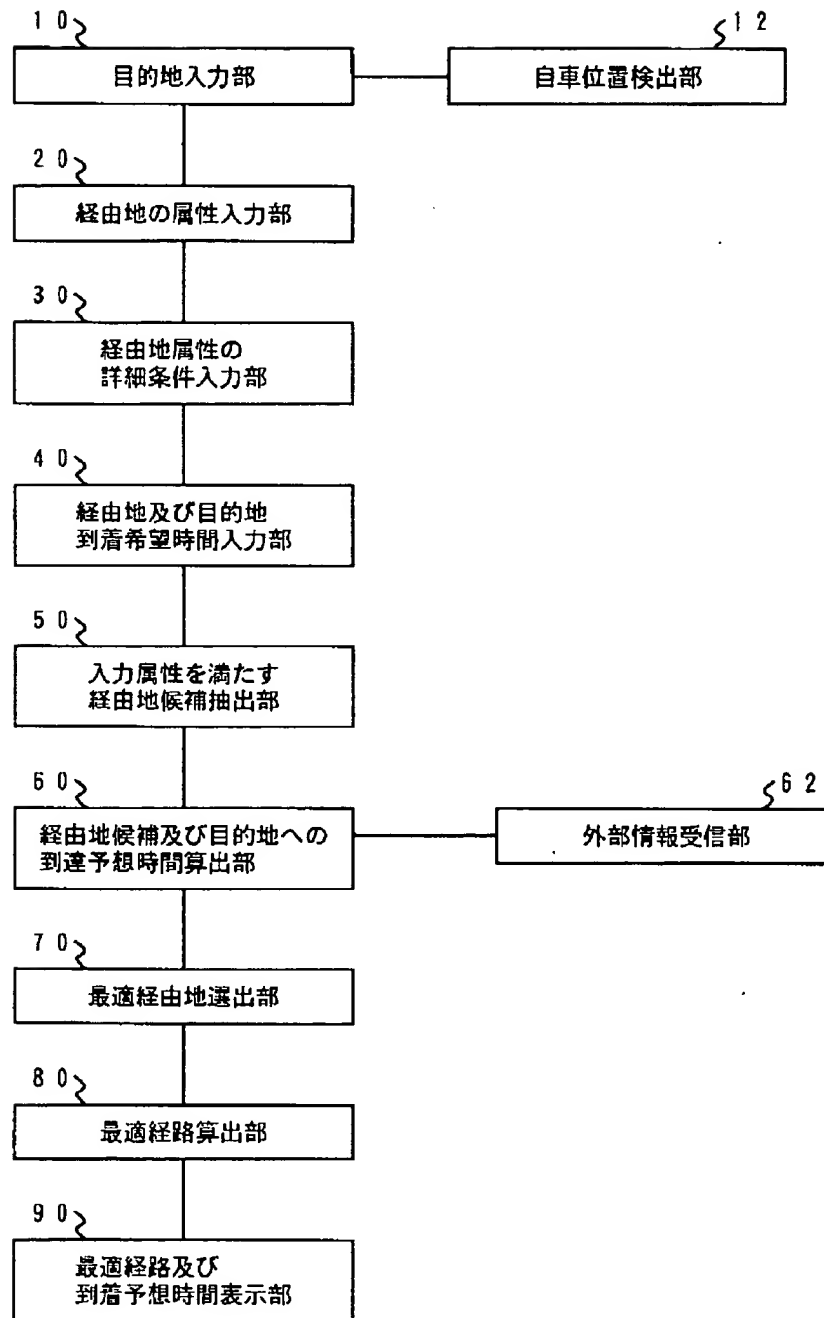 10
12
目的地入力部
自車位置検出部
20
経由地の属性入力部
30
経由地属性の
詳細条件入力部
40
経由地及び目的地
到着希望時間入力部
50
入力属性を満たす
経由地候補抽出部
60
62
経由地候補及び目的地への
到達予想時間算出部
外部情報受信部
70
最適経由地選出部
80
最適経路算出部
90
最適経路及び
到着予想時間表示部